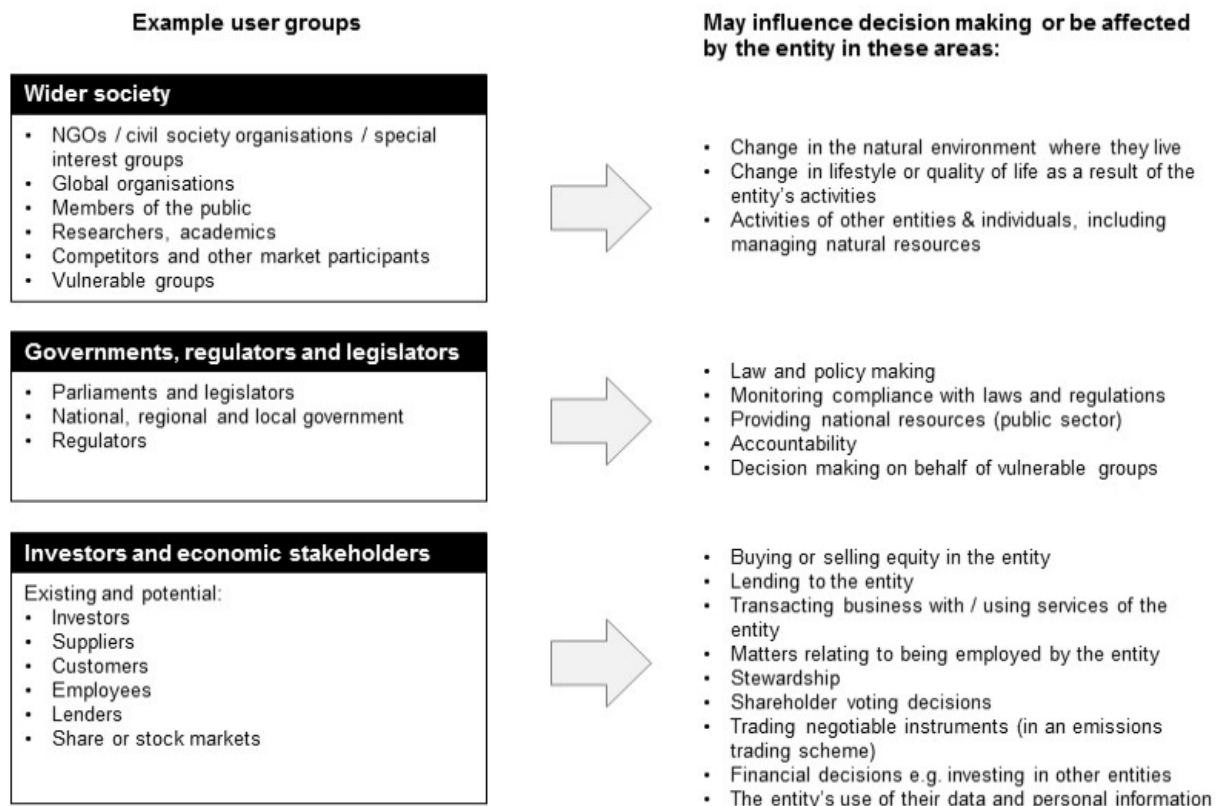 Example user groups
May influence decision making or be affected
by the entity in these areas:
Wider society
• NGOs / civil society organisations / special
interest groups
• Global organisations
• Members of the public
• Researchers, academics
• Competitors and other market participants
• Vulnerable groups
• Change in the natural environment where they live
• Change in lifestyle or quality of life as a result of the
entity's activities
• Activities of other entities & individuals, including
managing natural resources
Governments, regulators and legislators
• Parliaments and legislators
• National, regional and local government
• Regulators
• Law and policy making
• Monitoring compliance with laws and regulations
• Providing national resources (public sector)
• Accountability
• Decision making on behalf of vulnerable groups
Investors and economic stakeholders
Existing and potential:
• Investors
• Suppliers
• Customers
• Employees
• Lenders
• Share or stock markets
• Buying or selling equity in the entity
• Lending to the entity
• Transacting business with / using services of the
entity
• Matters relating to being employed by the entity
• Stewardship
• Shareholder voting decisions
• Trading negotiable instruments (in an emissions
trading scheme)
• Financial decisions e.g. investing in other entities
• The entity's use of their data and personal information